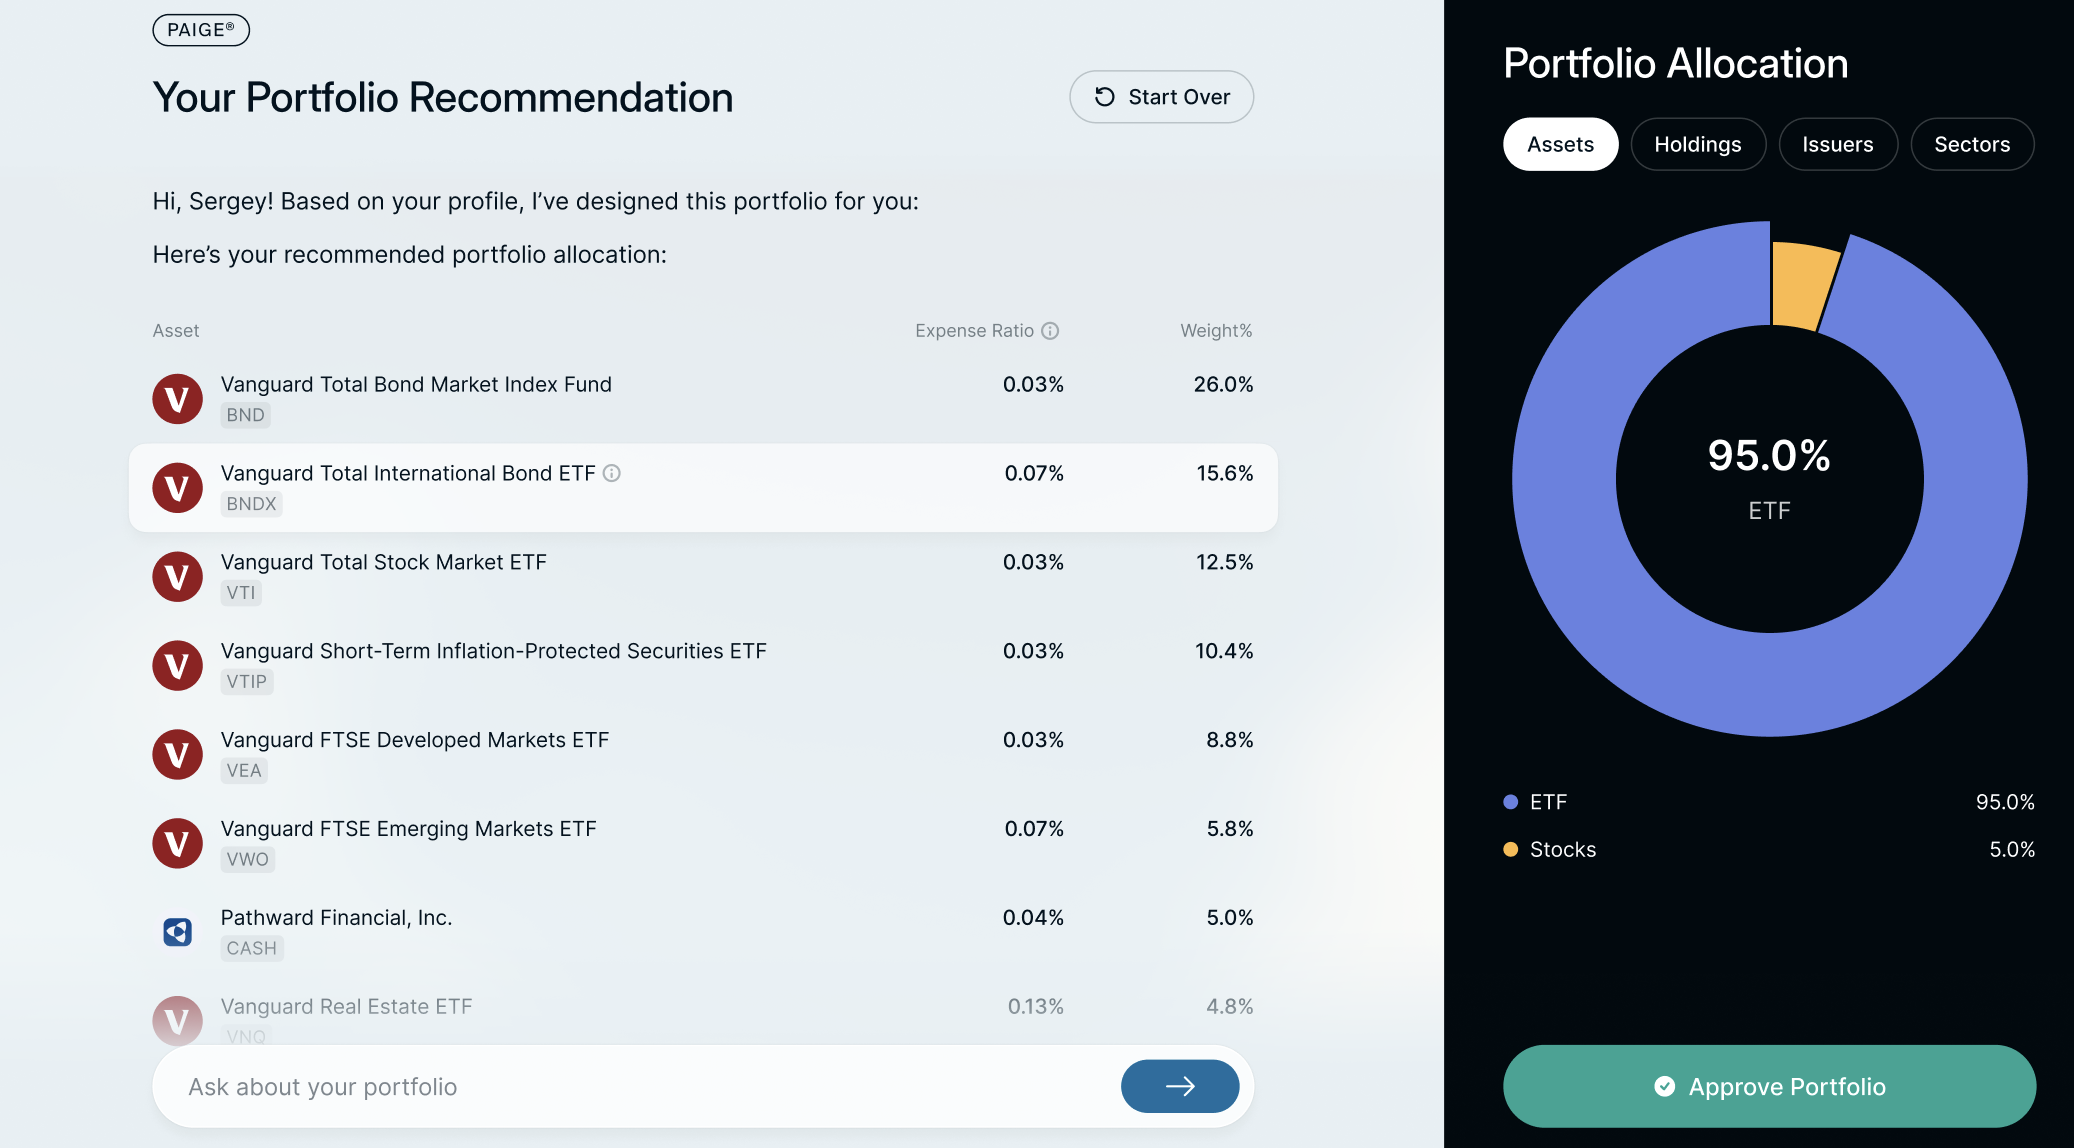 PAIGE®
Your Portfolio Recommendation
Start Over
Hi, Sergey! Based on your profile, I’ve designed this portfolio for you:
Here’s your recommended portfolio allocation:
Asset Expense Ratio Weight%
Vanguard Total Bond Market Index Fund 0.03% 26.0%
BND
Vanguard Total International Bond ETF 0.07% 15.6%
BNDX
Vanguard Total Stock Market ETF 0.03% 12.5%
VTI
Vanguard Short-Term Inflation-Protected Securities ETF 0.03% 10.4%
VTIP
Vanguard FTSE Developed Markets ETF 0.03% 8.8%
VEA
Vanguard FTSE Emerging Markets ETF 0.07% 5.8%
VWO
Pathward Financial, Inc. 0.04% 5.0%
CASH
Vanguard Real Estate ETF 0.13% 4.8%
VNQ
Ask about your portfolio
Portfolio Allocation
Assets Holdings Issuers Sectors
95.0%
ETF
ETF 95.0%
Stocks 5.0%
Approve Portfolio